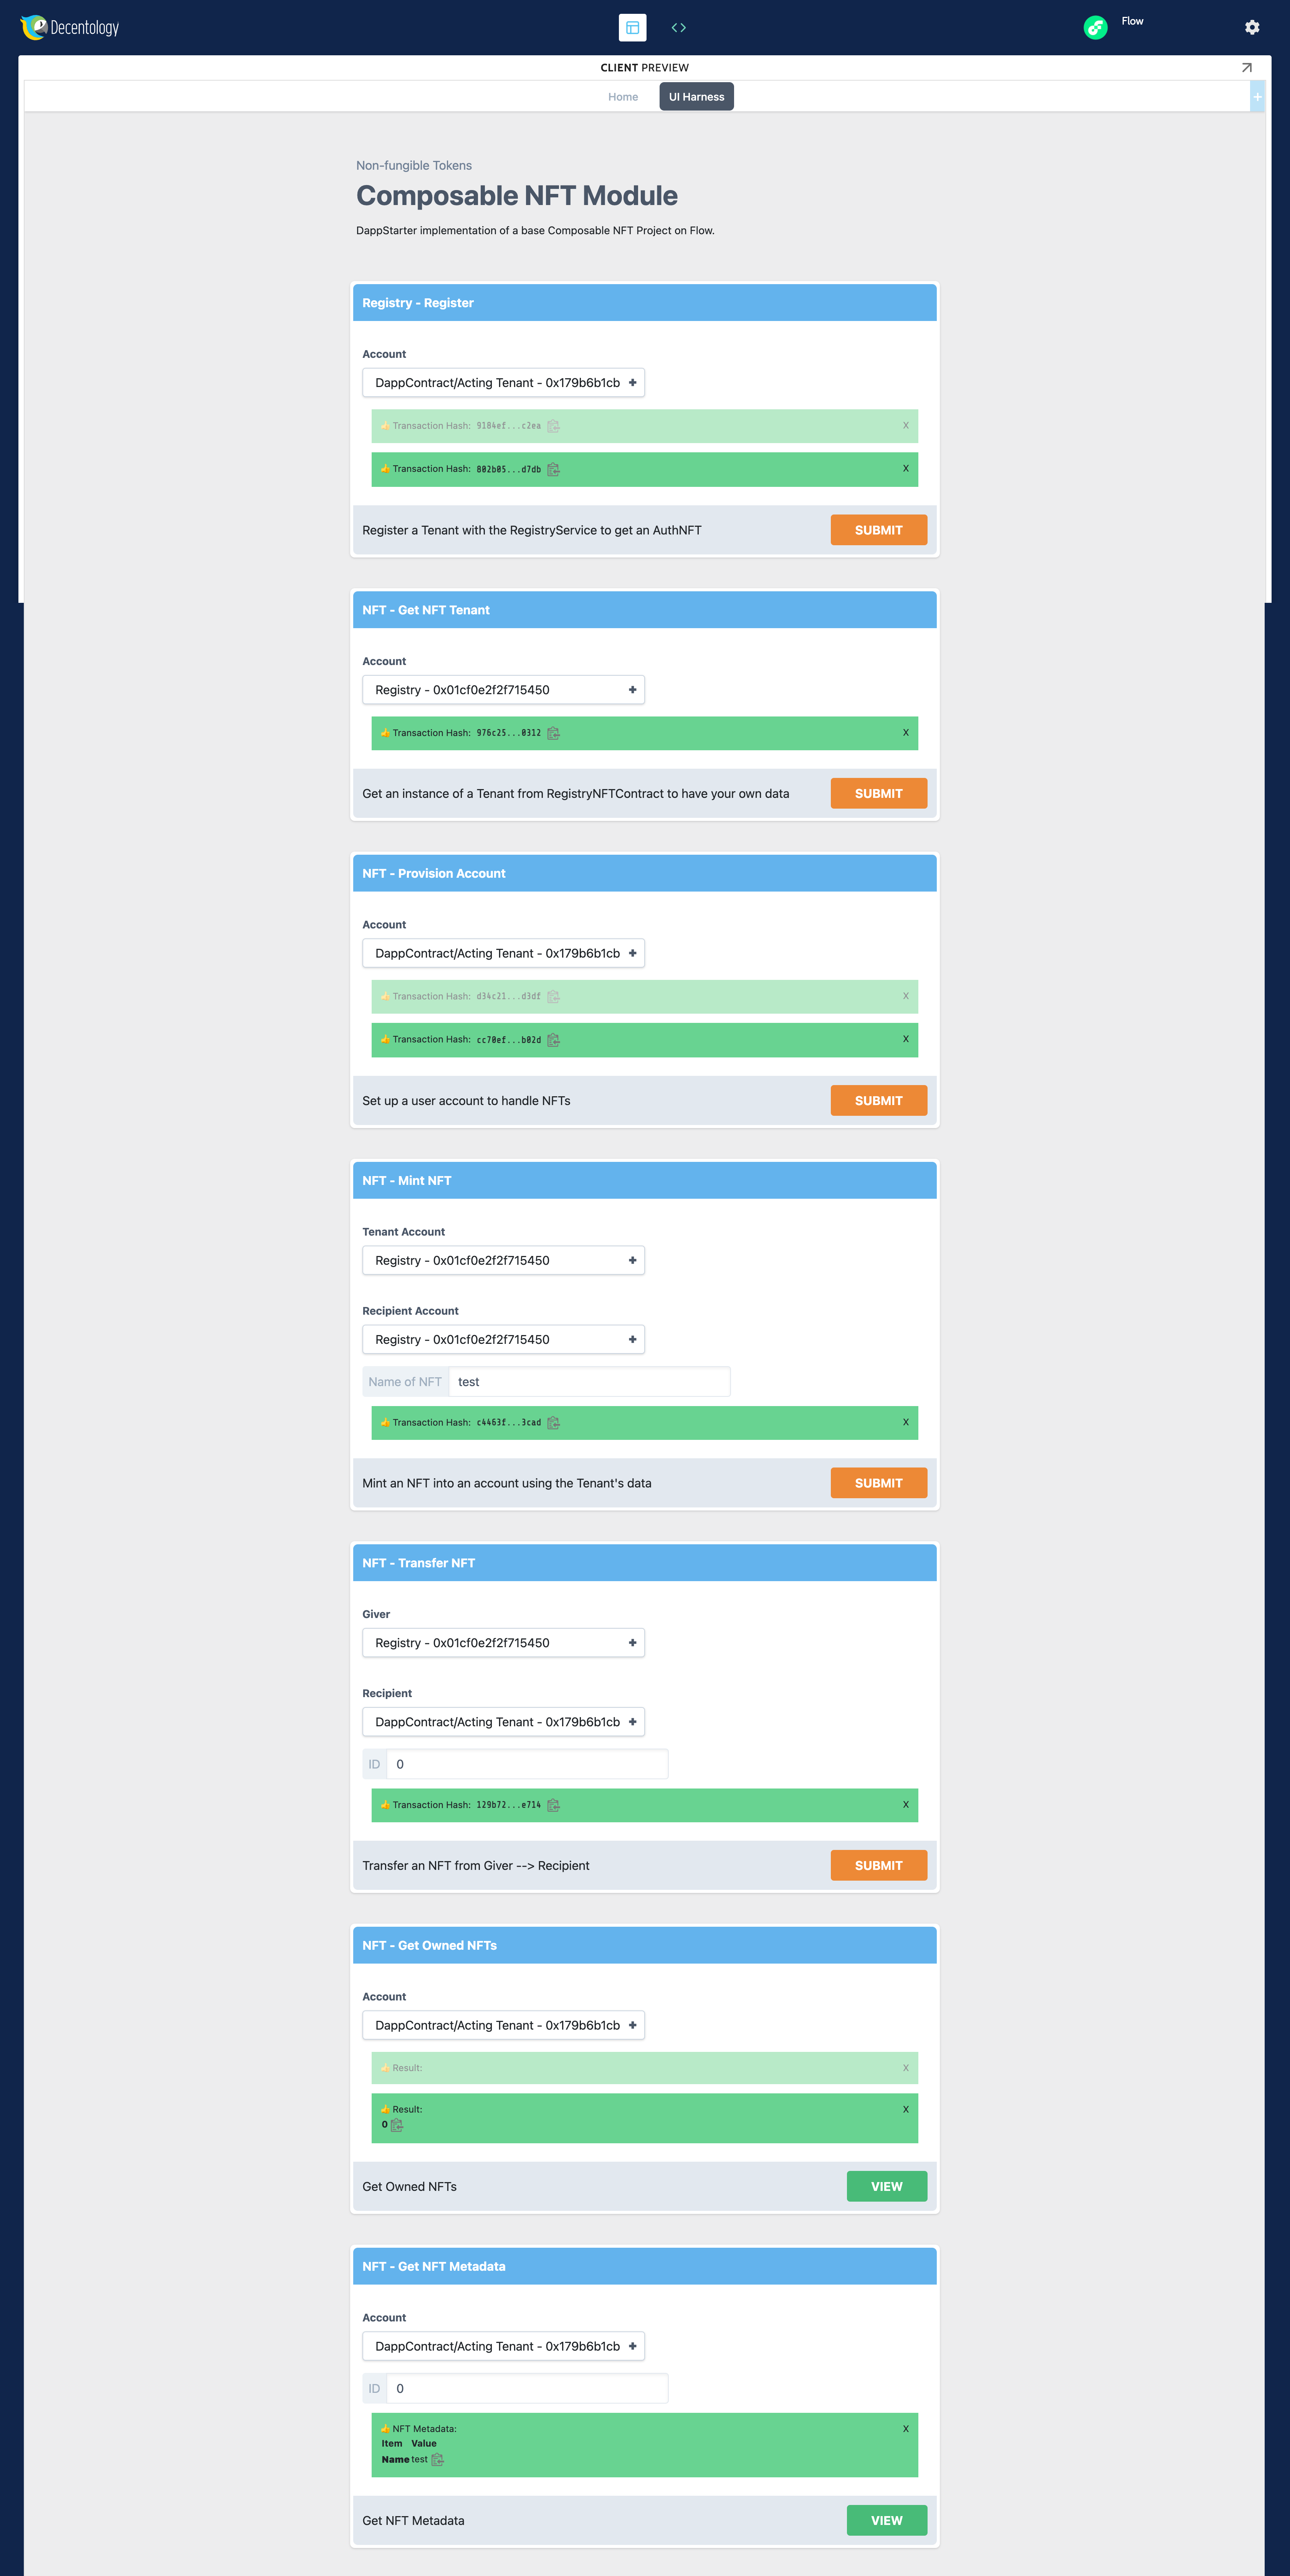 Decentology
Flow
CLIENT PREVIEW
Home
UI Harness
+
Non-fungible Tokens
Composable NFT Module
DappStarter implementation of a base Composable NFT Project on Flow.
Registry - Register
Account
DappContract/Acting Tenant - 0x179b6b1cb
👍 Transaction Hash: 9184ef...c2ea X
👍 Transaction Hash: 802b05...d7db X
Register a Tenant with the RegistryService to get an AuthNFT
SUBMIT
NFT - Get NFT Tenant
Account
Registry - 0x01cf0e2f2f715450
👍 Transaction Hash: 976c25...0312 X
Get an instance of a Tenant from RegistryNFTContract to have your own data
SUBMIT
NFT - Provision Account
Account
DappContract/Acting Tenant - 0x179b6b1cb
👍 Transaction Hash: d34c21...d3df X
👍 Transaction Hash: cc70ef...b02d X
Set up a user account to handle NFTs
SUBMIT
NFT - Mint NFT
Tenant Account
Registry - 0x01cf0e2f2f715450
Recipient Account
Registry - 0x01cf0e2f2f715450
Name of NFT test
👍 Transaction Hash: c4463f...3cad X
Mint an NFT into an account using the Tenant's data
SUBMIT
NFT - Transfer NFT
Giver
Registry - 0x01cf0e2f2f715450
Recipient
DappContract/Acting Tenant - 0x179b6b1cb
ID 0
👍 Transaction Hash: 129b72...e714 X
Transfer an NFT from Giver --> Recipient
SUBMIT
NFT - Get Owned NFTs
Account
DappContract/Acting Tenant - 0x179b6b1cb
👍 Result: X
👍 Result: X
0
Get Owned NFTs
VIEW
NFT - Get NFT Metadata
Account
DappContract/Acting Tenant - 0x179b6b1cb
ID 0
👍 NFT Metadata: X
Item Value
Name test
Get NFT Metadata
VIEW